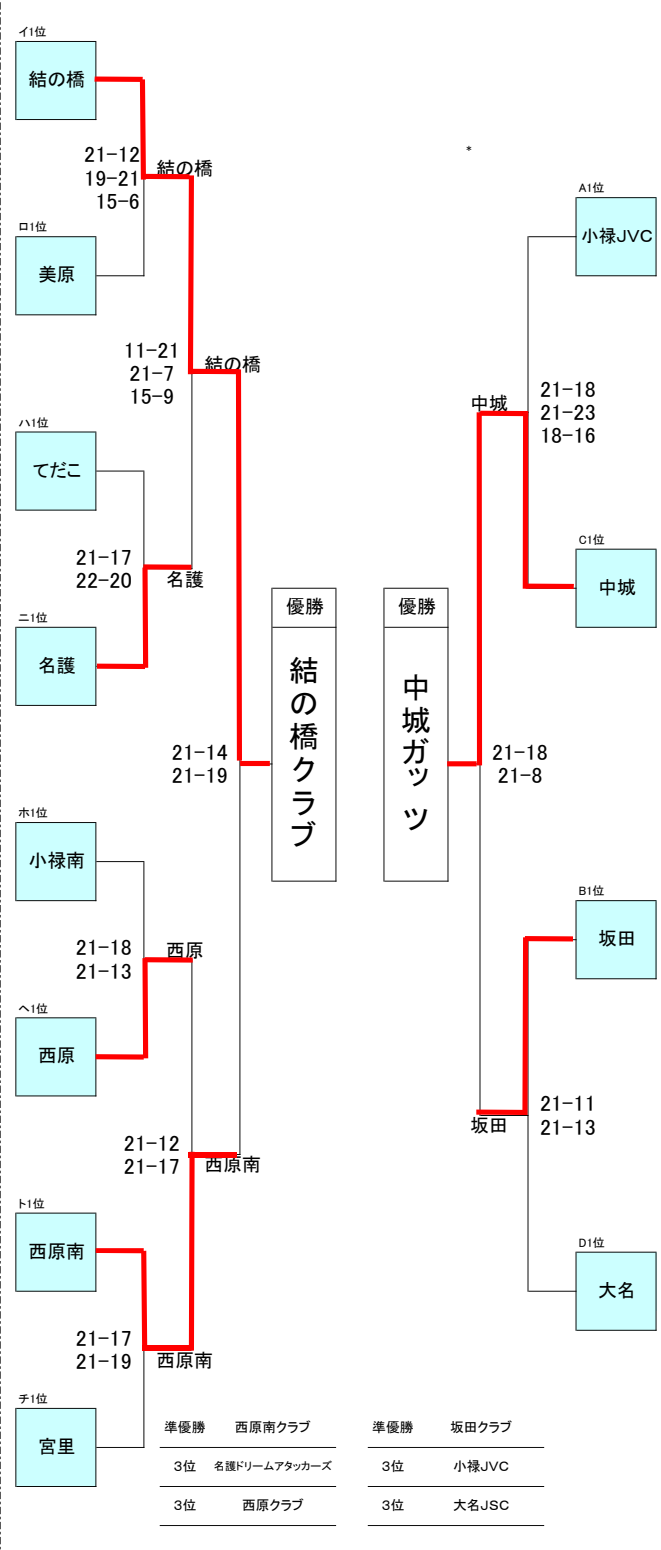 イ1位
結の橋
21-12
19-21
15-6
結の橋
ロ1位
美原
11-21
21-7
15-9
結の橋
ハ1位
てだこ
21-17
22-20
名護
ニ1位
名護
21-14
21-19
優勝
結の橋クラブ
ホ1位
小禄南
21-18
21-13
西原
ヘ1位
西原
21-12
21-17
西原南
ト1位
西原南
21-17
21-19
西原南
チ1位
宮里
*
A1位
小禄JVC
中城
21-18
21-23
18-16
C1位
中城
優勝
中城ガッツ
21-18
21-8
B1位
坂田
坂田
21-11
21-13
D1位
大名
準優勝 西原南クラブ
3位 名護ドリームアタッカーズ
3位 西原クラブ
準優勝 坂田クラブ
3位 小禄JVC
3位 大名JSC